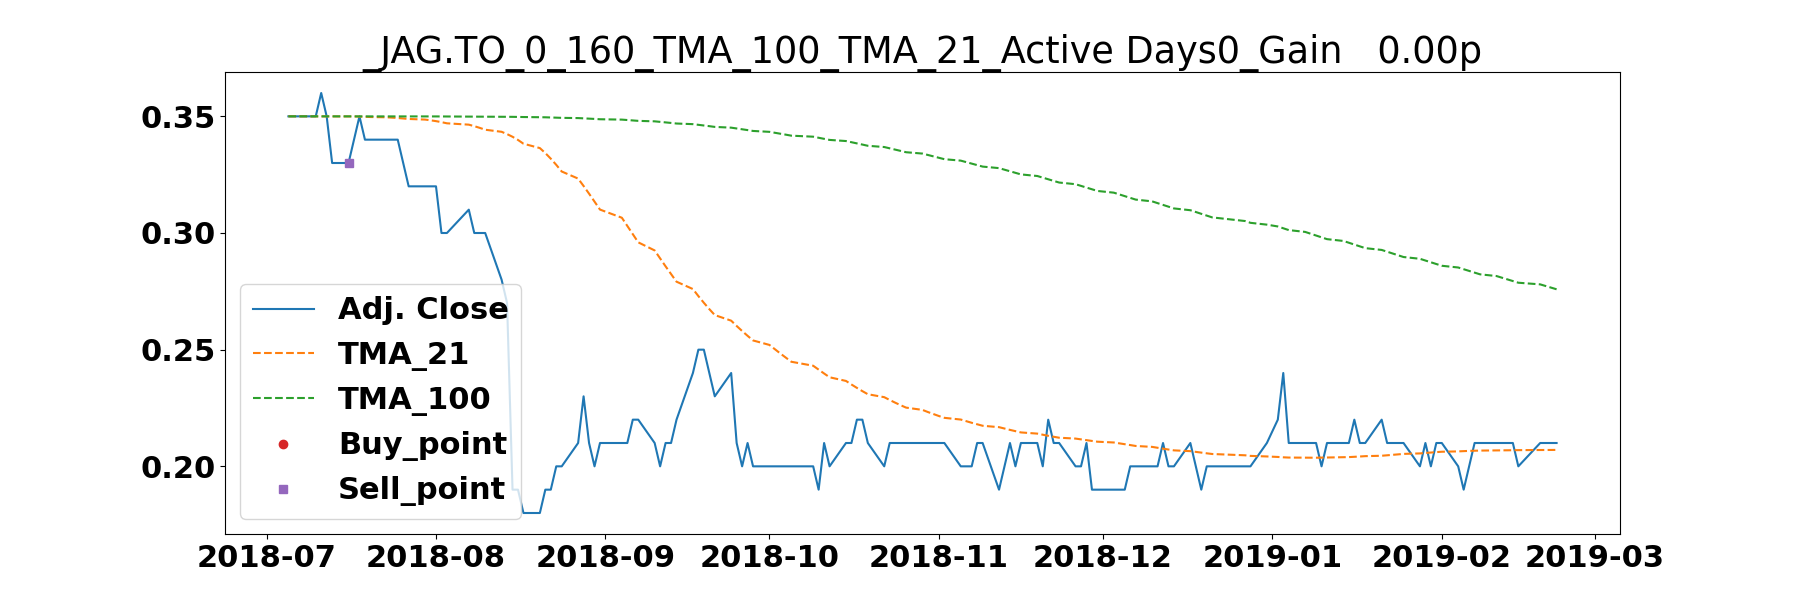 _JAG.TO_0_160_TMA_100_TMA_21_Active Days0_Gain   0.00p
0.35
0.30
0.25
0.20
Adj. Close
TMA_21
TMA_100
Buy_point
Sell_point
2018-07 2018-08 2018-09 2018-10 2018-11 2018-12 2019-01 2019-02 2019-03